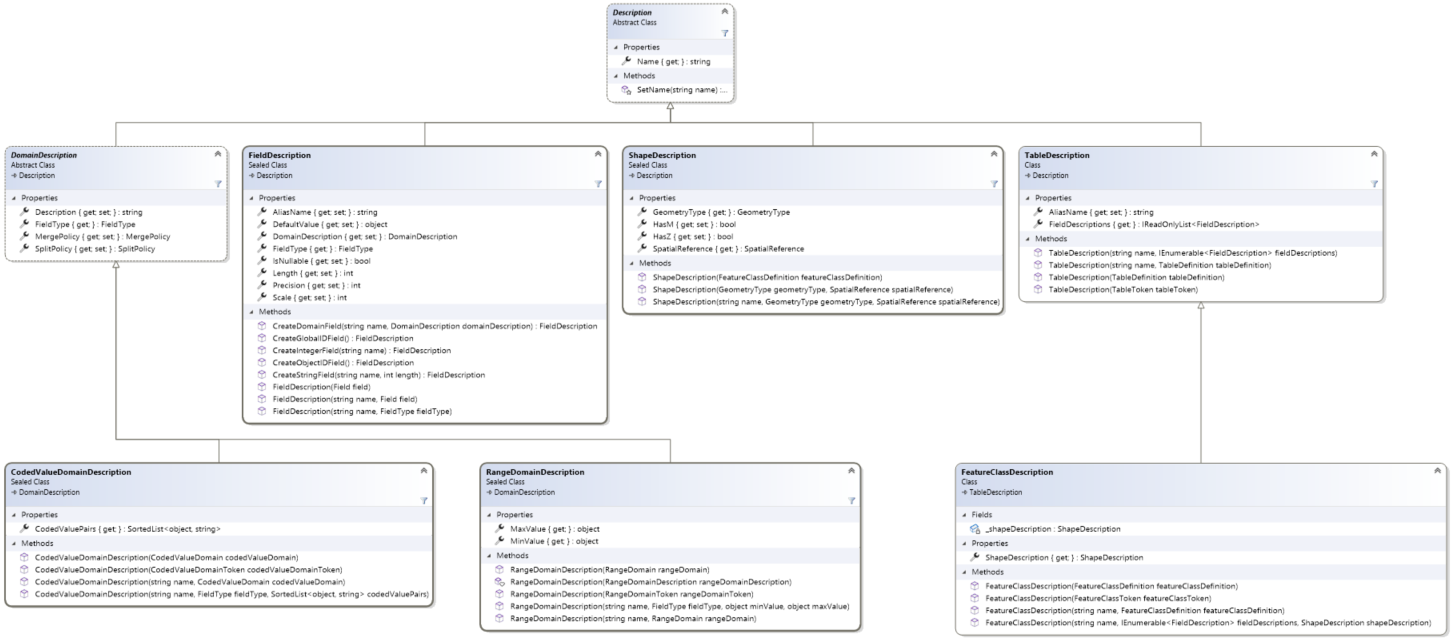 Description
Abstract Class
Properties
Name { get; } : string
Methods
SetName(string name) :...
DomainDescription
Abstract Class
Description
Properties
Description { get; set; } : string
FieldType { get; } : FieldType
MergePolicy { get; set; } : MergePolicy
SplitPolicy { get; set; } : SplitPolicy
FieldDescription
Sealed Class
Description
Properties
AliasName { get; set; } : string
DefaultValue { get; set; } : object
DomainDescription { get; set; } : DomainDescription
FieldType { get; } : FieldType
IsNullable { get; set; } : bool
Length { get; set; } : int
Precision { get; set; } : int
Scale { get; set; } : int
Methods
CreateDomainField(string name, DomainDescription domainDescription) : FieldDescription
CreateGlobalIDField() : FieldDescription
CreateIntegerField(string name) : FieldDescription
CreateObjectIDField() : FieldDescription
CreateStringField(string name, int length) : FieldDescription
FieldDescription(Field field)
FieldDescription(string name, Field field)
FieldDescription(string name, FieldType fieldType)
ShapeDescription
Sealed Class
Description
Properties
GeometryType { get; } : GeometryType
HasM { get; set; } : bool
HasZ { get; set; } : bool
SpatialReference { get; } : SpatialReference
Methods
ShapeDescription(FeatureClassDefinition featureClassDefinition)
ShapeDescription(GeometryType geometryType, SpatialReference spatialReference)
ShapeDescription(string name, GeometryType geometryType, SpatialReference spatialReference)
TableDescription
Class
Description
Properties
AliasName { get; set; } : string
FieldDescriptions { get; } : IReadOnlyList<FieldDescription>
Methods
TableDescription(string name, IEnumerable<FieldDescription> fieldDescriptions)
TableDescription(string name, TableDefinition tableDefinition)
TableDescription(TableDefinition tableDefinition)
TableDescription(TableToken tableToken)
CodedValueDomainDescription
Sealed Class
DomainDescription
Properties
CodedValuePairs { get; } : SortedList<object, string>
Methods
CodedValueDomainDescription(CodedValueDomain codedValueDomain)
CodedValueDomainDescription(CodedValueDomainToken codedValueDomainToken)
CodedValueDomainDescription(string name, CodedValueDomain codedValueDomain)
CodedValueDomainDescription(string name, FieldType fieldType, SortedList<object, string> codedValuePairs)
RangeDomainDescription
Sealed Class
DomainDescription
Properties
MaxValue { get; } : object
MinValue { get; } : object
Methods
RangeDomainDescription(RangeDomain rangeDomain)
RangeDomainDescription(RangeDomainDescription rangeDomainDescription)
RangeDomainDescription(RangeDomainToken rangeDomainToken)
RangeDomainDescription(string name, FieldType fieldType, object minValue, object maxValue)
RangeDomainDescription(string name, RangeDomain rangeDomain)
FeatureClassDescription
Class
TableDescription
Fields
_shapeDescription : ShapeDescription
Properties
ShapeDescription { get; } : ShapeDescription
Methods
FeatureClassDescription(FeatureClassDefinition featureClassDefinition)
FeatureClassDescription(FeatureClassToken featureClassToken)
FeatureClassDescription(string name, FeatureClassDefinition featureClassDefinition)
FeatureClassDescription(string name, IEnumerable<FieldDescription> fieldDescriptions, ShapeDescription shapeDescription)